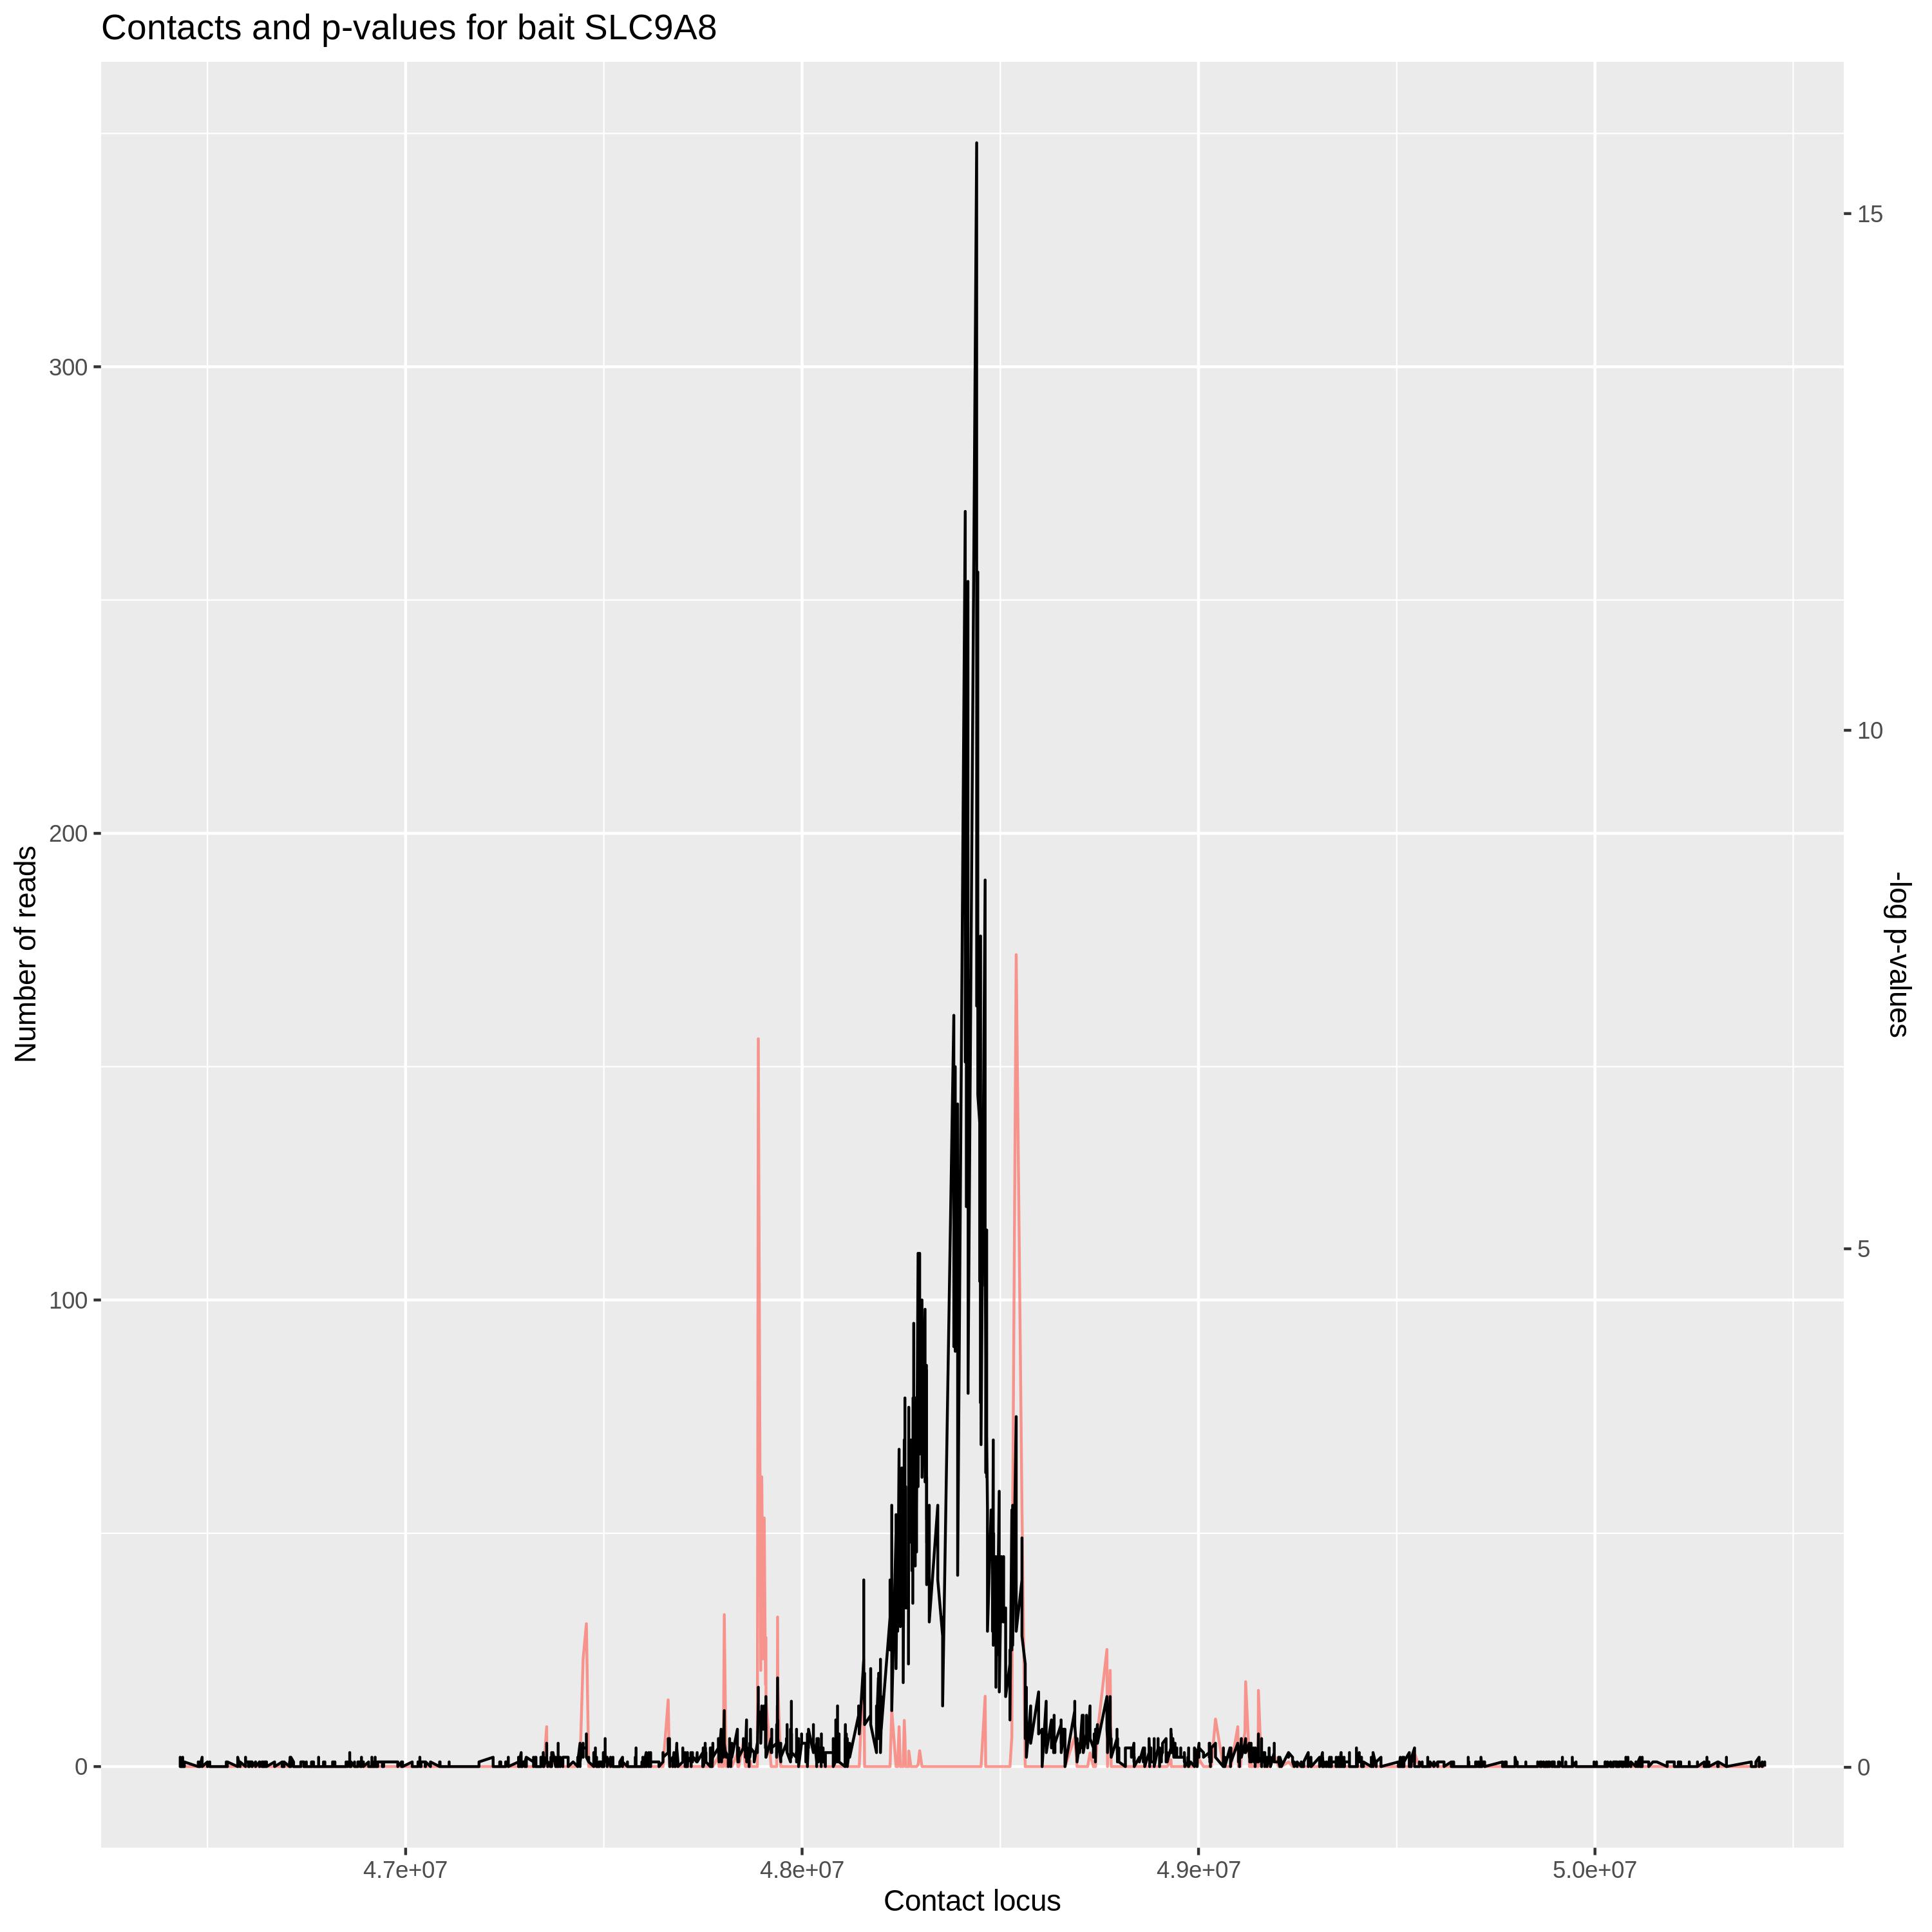 Contacts and p-values for bait SLC9A8
300
200
100
0
15
10
5
0
Number of reads
-log p-values
4.7e+07 4.8e+07 4.9e+07 5.0e+07
Contact locus